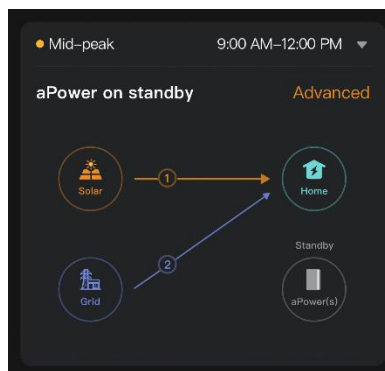 Mid-peak 9:00 AM–12:00 PM
aPower on standby Advanced
1
Solar
Home
2
Standby
Grid
aPower(s)